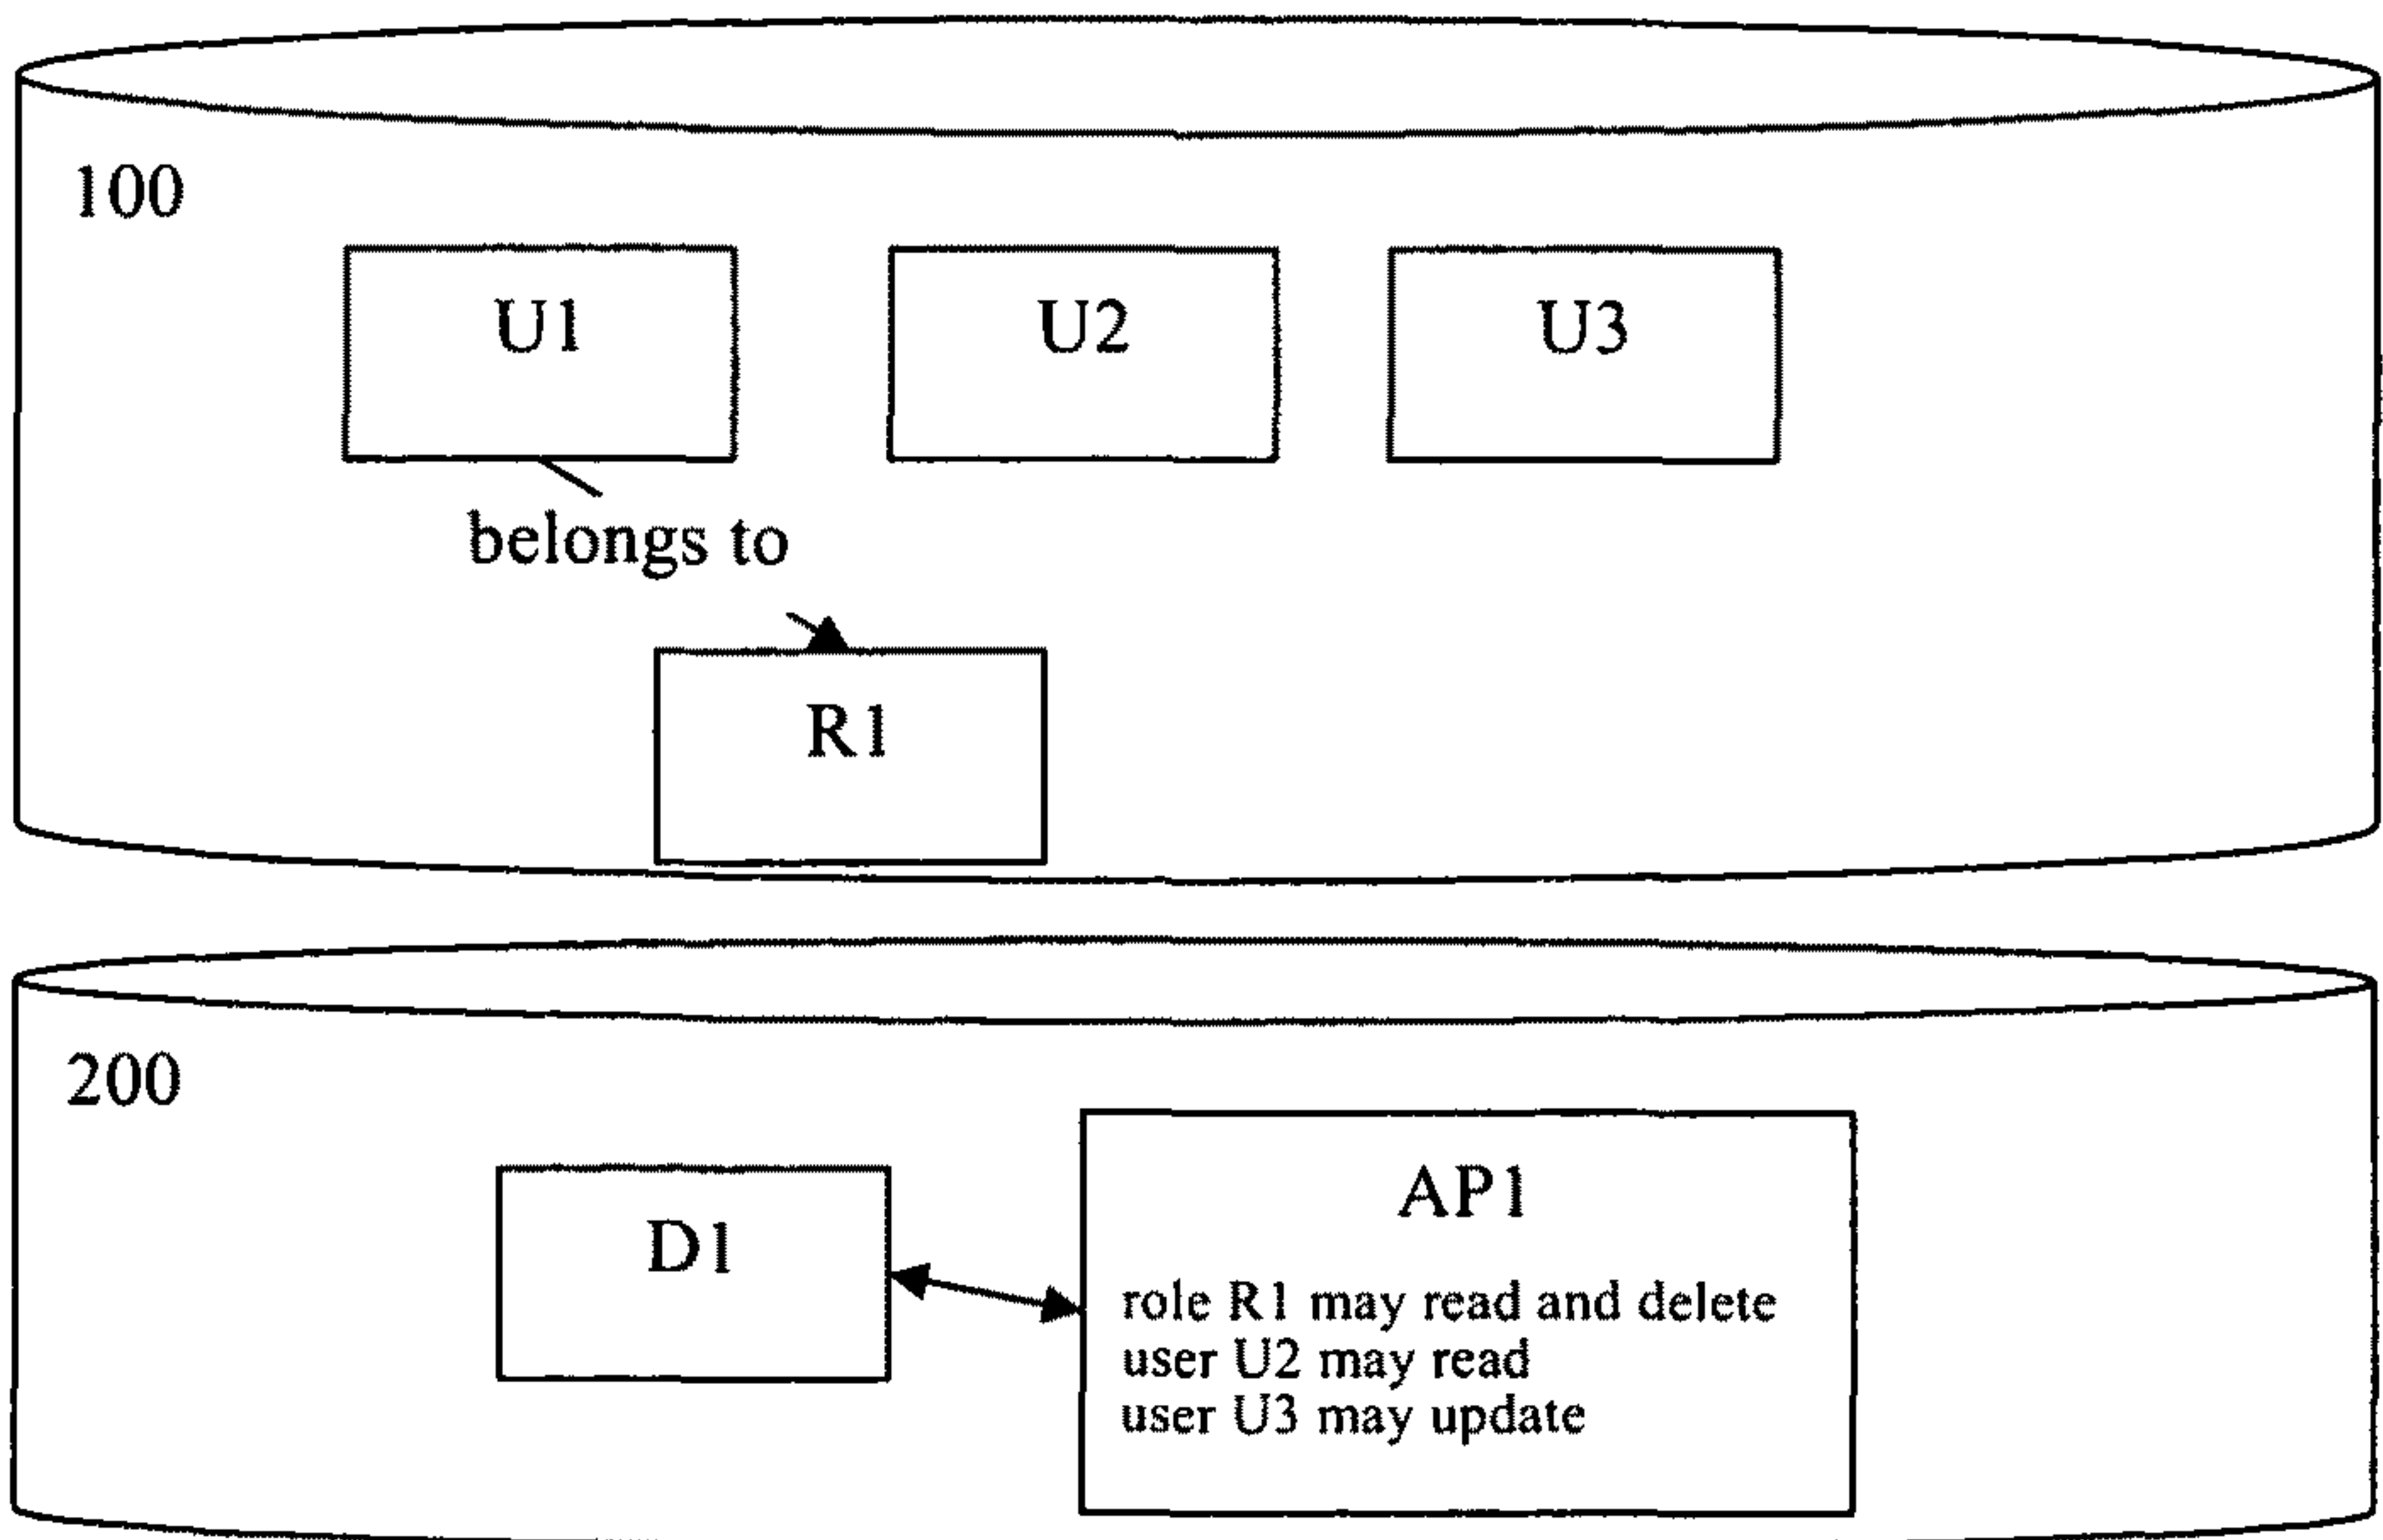 100
U1
U2
U3
belongs to
R1
200
D1
AP1
role R1 may read and delete
user U2 may read
user U3 may update